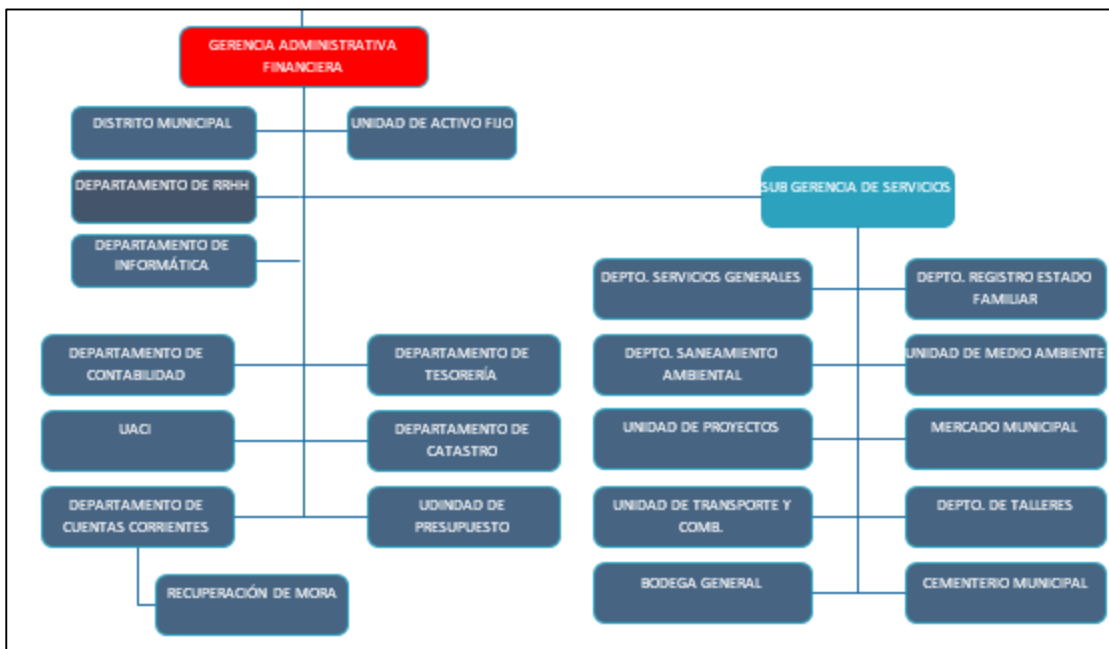 GERENCIA ADMINISTRATIVA
FINANCIERA
DISTRITO MUNICIPAL
UNIDAD DE ACTIVO FIJO
DEPARTAMENTO DE RRHH
SUB GERENCIA DE SERVICIOS
DEPARTAMENTO DE
INFORMÁTICA
DEPTO. SERVICIOS GENERALES
DEPTO. REGISTRO ESTADO
FAMILIAR
DEPARTAMENTO DE
CONTABILIDAD
DEPARTAMENTO DE
TESORERÍA
DEPTO. SANEAMIENTO
AMBIENTAL
UNIDAD DE MEDIO AMBIENTE
UACI
DEPARTAMENTO DE
CATASTRO
UNIDAD DE PROYECTOS
MERCADO MUNICIPAL
DEPARTAMENTO DE
CUENTAS CORRIENTES
UDINDAD DE
PRESUPUESTO
UNIDAD DE TRANSPORTE Y
COMB.
DEPTO. DE TALLERES
RECUPERACIÓN DE MORA
BODEGA GENERAL
CEMENTERIO MUNICIPAL